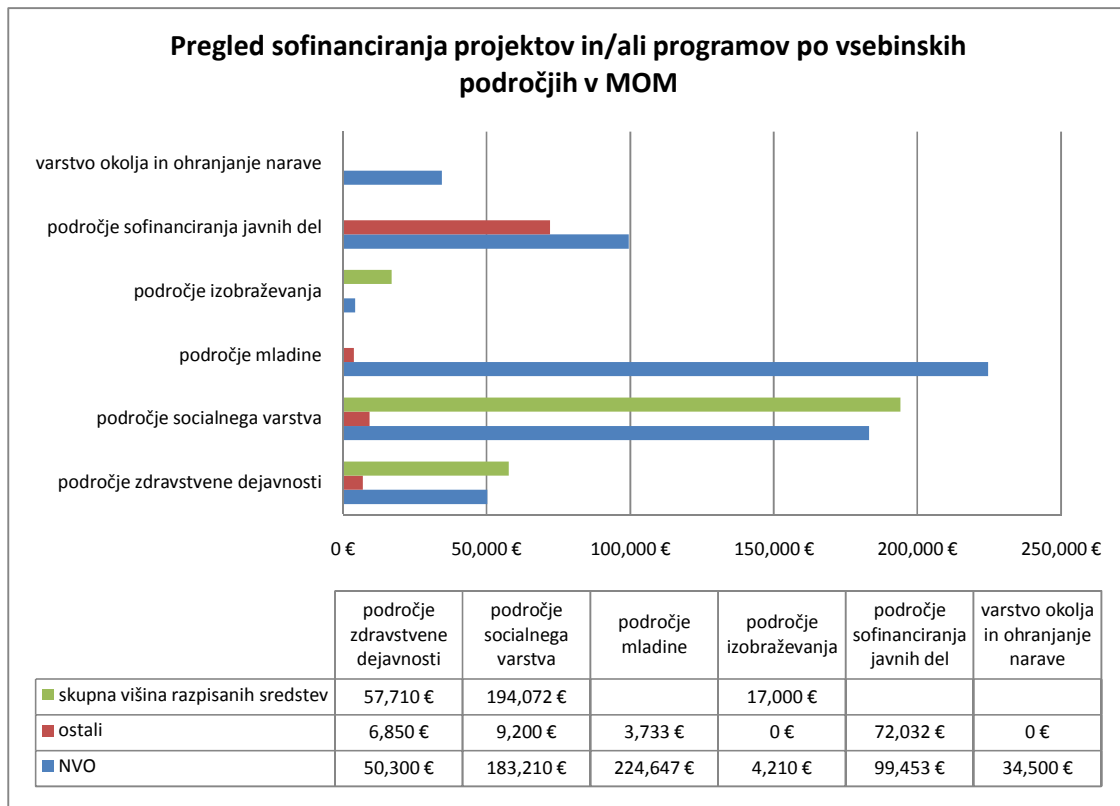 Pregled sofinanciranja projektov in/ali programov po vsebinskih
področjih v MOM
varstvo okolja in ohranjanje narave
področje sofinanciranja javnih del
področje izobraževanja
področje mladine
področje socialnega varstva
področje zdravstvene dejavnosti
0 € 50,000 € 100,000 € 150,000 € 200,000 € 250,000 €
področje zdravstvene dejavnosti
področje socialnega varstva
področje mladine
področje izobraževanja
področje sofinanciranja javnih del
varstvo okolja in ohranjanje narave
skupna višina razpisanih sredstev 57,710 € 194,072 € 17,000 €
ostali 6,850 € 9,200 € 3,733 € 0 € 72,032 € 0 €
NVO 50,300 € 183,210 € 224,647 € 4,210 € 99,453 € 34,500 €